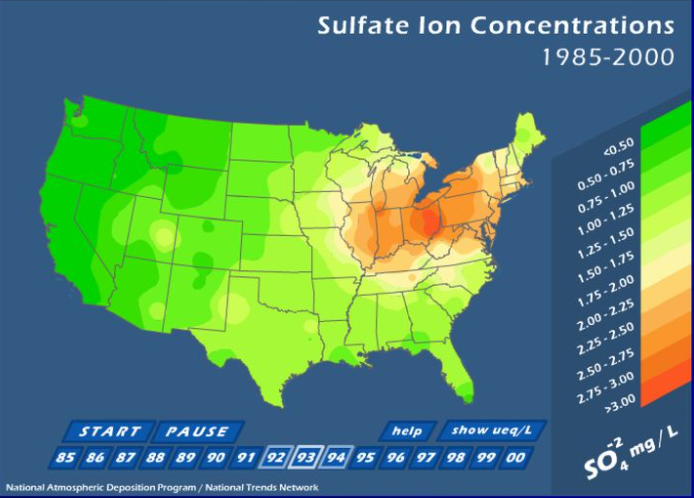 Sulfate Ion Concentrations
1985-2000
<0.50
0.50 - 0.75
0.75 - 1.00
1.00 - 1.25
1.25 - 1.50
1.50 - 1.75
1.75 - 2.00
2.00 - 2.25
2.25 - 2.50
2.50 - 2.75
2.75 - 3.00
>3.00
SO₄⁻² mg / L
START PAUSE help show ueq/L
85 86 87 88 89 90 91 92 93 94 95 96 97 98 99 00
National Atmospheric Deposition Program / National Trends Network